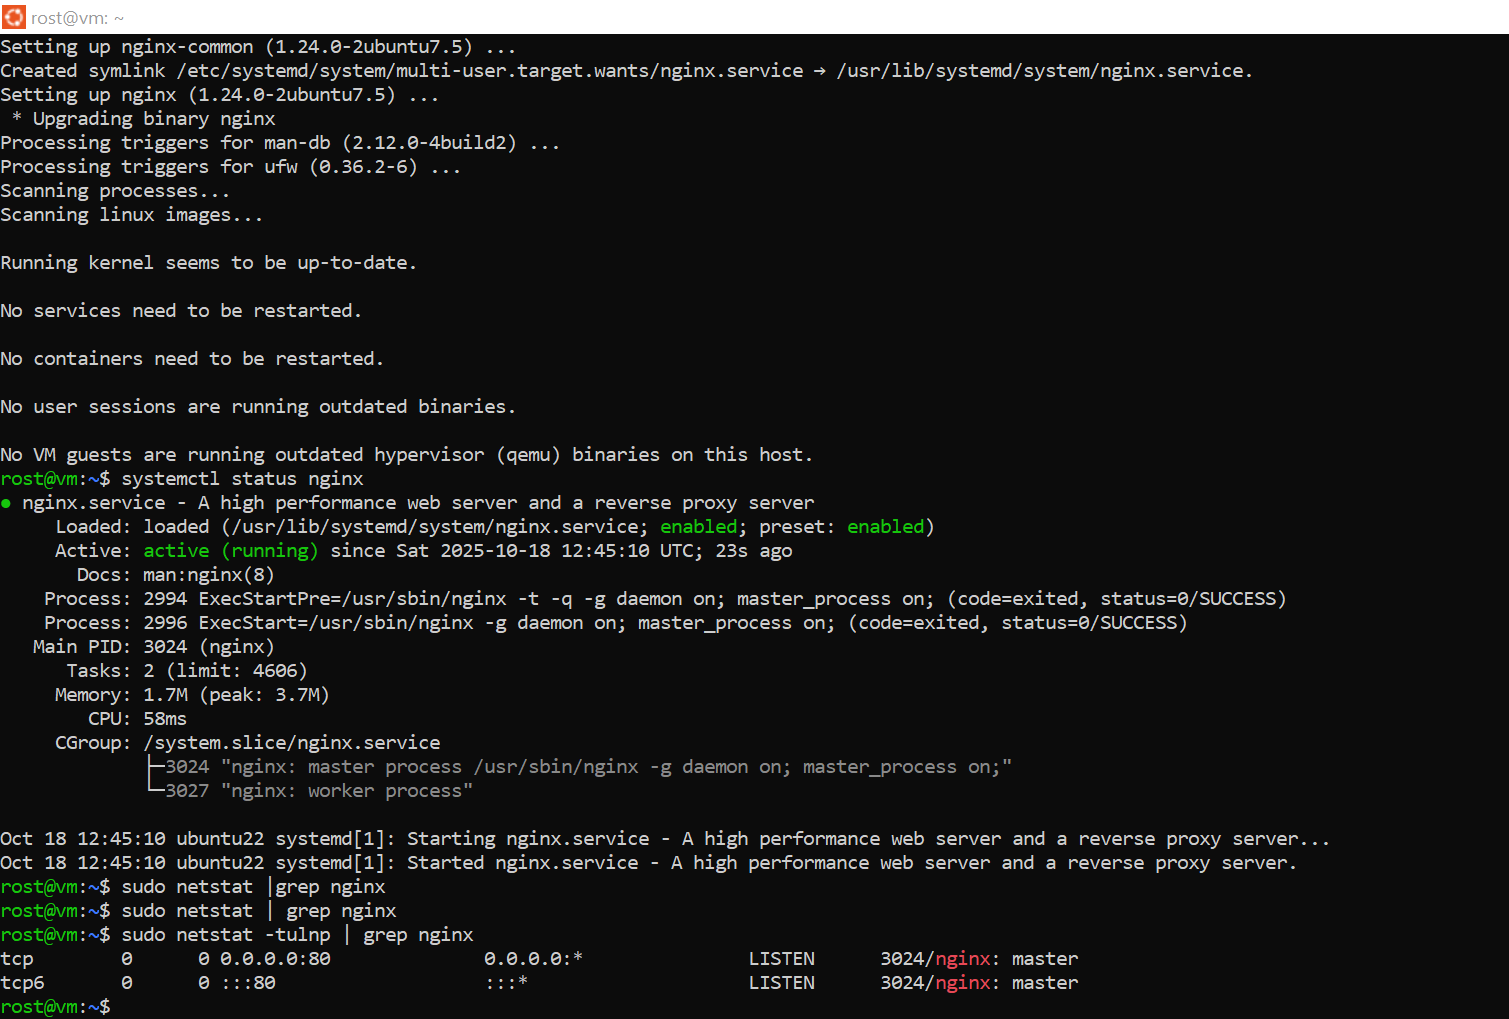 rost@vm: ~
Setting up nginx-common (1.24.0-2ubuntu7.5) ...
Created symlink /etc/systemd/system/multi-user.target.wants/nginx.service → /usr/lib/systemd/system/nginx.service.
Setting up nginx (1.24.0-2ubuntu7.5) ...
 * Upgrading binary nginx
Processing triggers for man-db (2.12.0-4build2) ...
Processing triggers for ufw (0.36.2-6) ...
Scanning processes...
Scanning linux images...

Running kernel seems to be up-to-date.

No services need to be restarted.

No containers need to be restarted.

No user sessions are running outdated binaries.

No VM guests are running outdated hypervisor (qemu) binaries on this host.
rost@vm:~$ systemctl status nginx
● nginx.service - A high performance web server and a reverse proxy server
     Loaded: loaded (/usr/lib/systemd/system/nginx.service; enabled; preset: enabled)
     Active: active (running) since Sat 2025-10-18 12:45:10 UTC; 23s ago
       Docs: man:nginx(8)
    Process: 2994 ExecStartPre=/usr/sbin/nginx -t -q -g daemon on; master_process on; (code=exited, status=0/SUCCESS)
    Process: 2996 ExecStart=/usr/sbin/nginx -g daemon on; master_process on; (code=exited, status=0/SUCCESS)
   Main PID: 3024 (nginx)
      Tasks: 2 (limit: 4606)
     Memory: 1.7M (peak: 3.7M)
        CPU: 58ms
     CGroup: /system.slice/nginx.service
             ├─3024 "nginx: master process /usr/sbin/nginx -g daemon on; master_process on;"
             └─3027 "nginx: worker process"

Oct 18 12:45:10 ubuntu22 systemd[1]: Starting nginx.service - A high performance web server and a reverse proxy server...
Oct 18 12:45:10 ubuntu22 systemd[1]: Started nginx.service - A high performance web server and a reverse proxy server.
rost@vm:~$ sudo netstat |grep nginx
rost@vm:~$ sudo netstat | grep nginx
rost@vm:~$ sudo netstat -tulnp | grep nginx
tcp        0      0 0.0.0.0:80              0.0.0.0:*               LISTEN      3024/nginx: master
tcp6       0      0 :::80                   :::*                    LISTEN      3024/nginx: master
rost@vm:~$